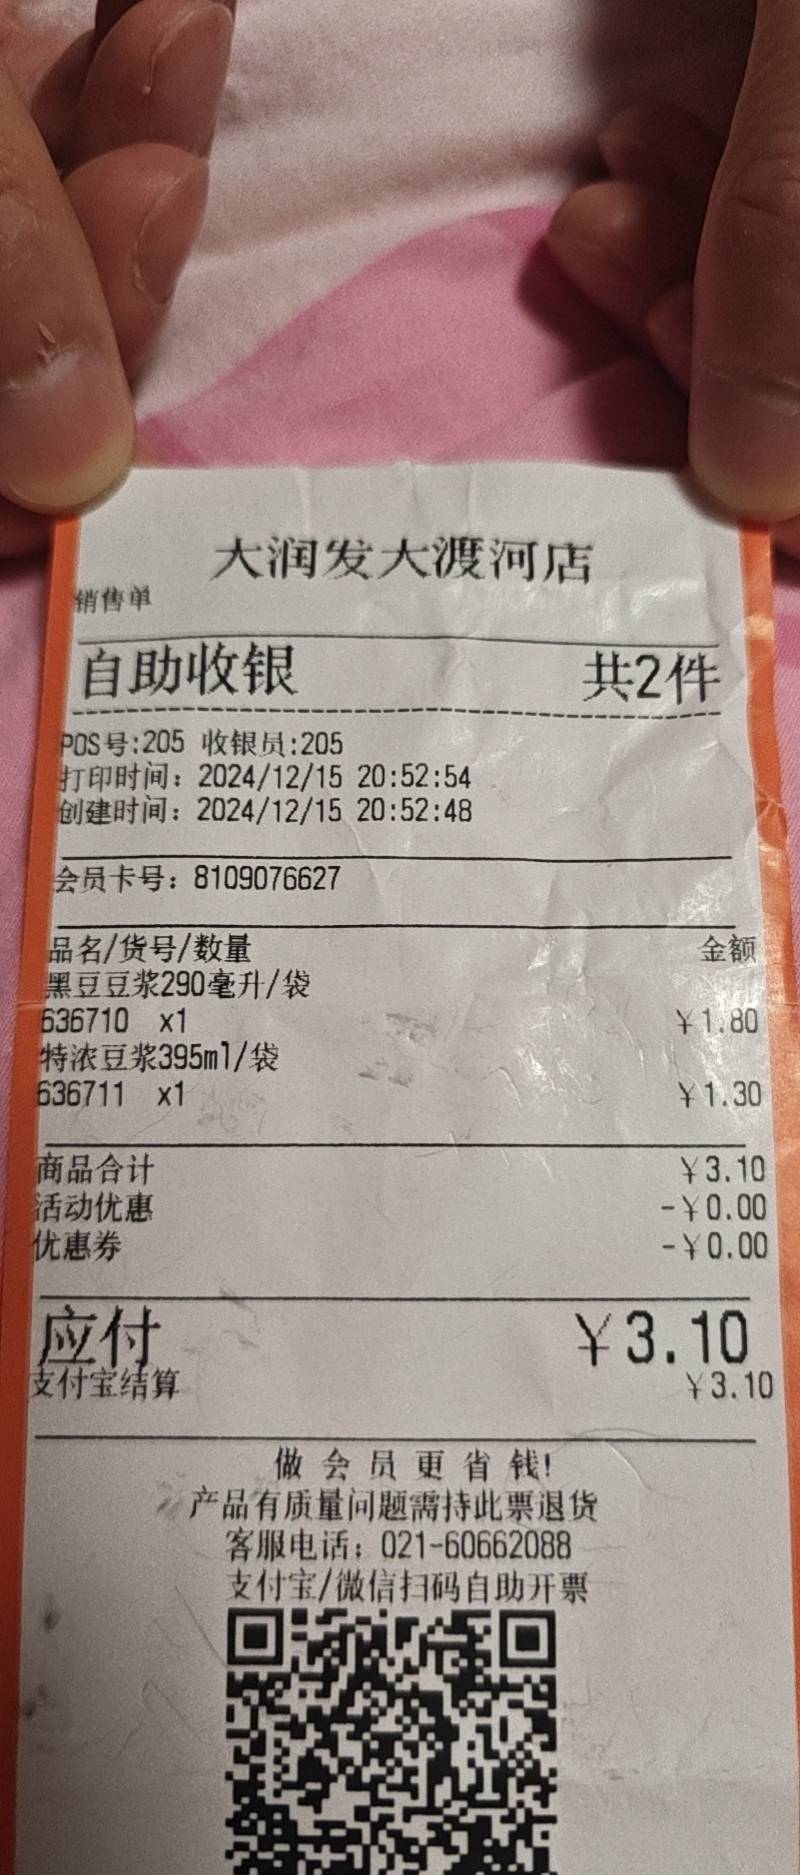 大润发大渡河店
销售单
自助收银 共2件
POS号:205 收银员:205
打印时间：2024/12/15 20:52:54
创建时间：2024/12/15 20:52:48
会员卡号：8109076627
品名/货号/数量 金额
黑豆豆浆290毫升/袋
636710 x1 ￥1.80
特浓豆浆395ml/袋
636711 x1 ￥1.30
商品合计 ￥3.10
活动优惠 -￥0.00
优惠券 -￥0.00
应付 ￥3.10
支付宝结算 ￥3.10
做会员更省钱!
产品有质量问题需持此票退货
客服电话：021-60662088
支付宝/微信扫码自助开票